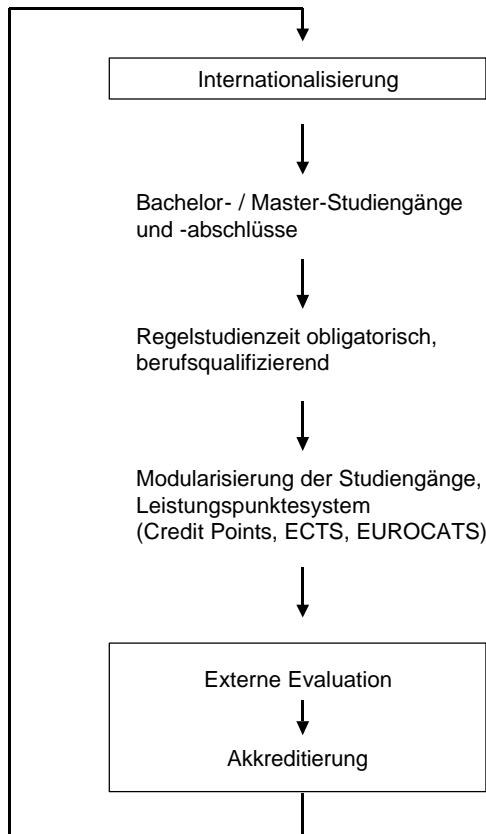 Internationalisierung
Bachelor- / Master-Studiengänge
und -abschlüsse
Regelstudienzeit obligatorisch,
berufsqualifizierend
Modularisierung der Studiengänge,
Leistungspunktesystem
(Credit Points, ECTS, EUROCATS)
Externe Evaluation
Akkreditierung